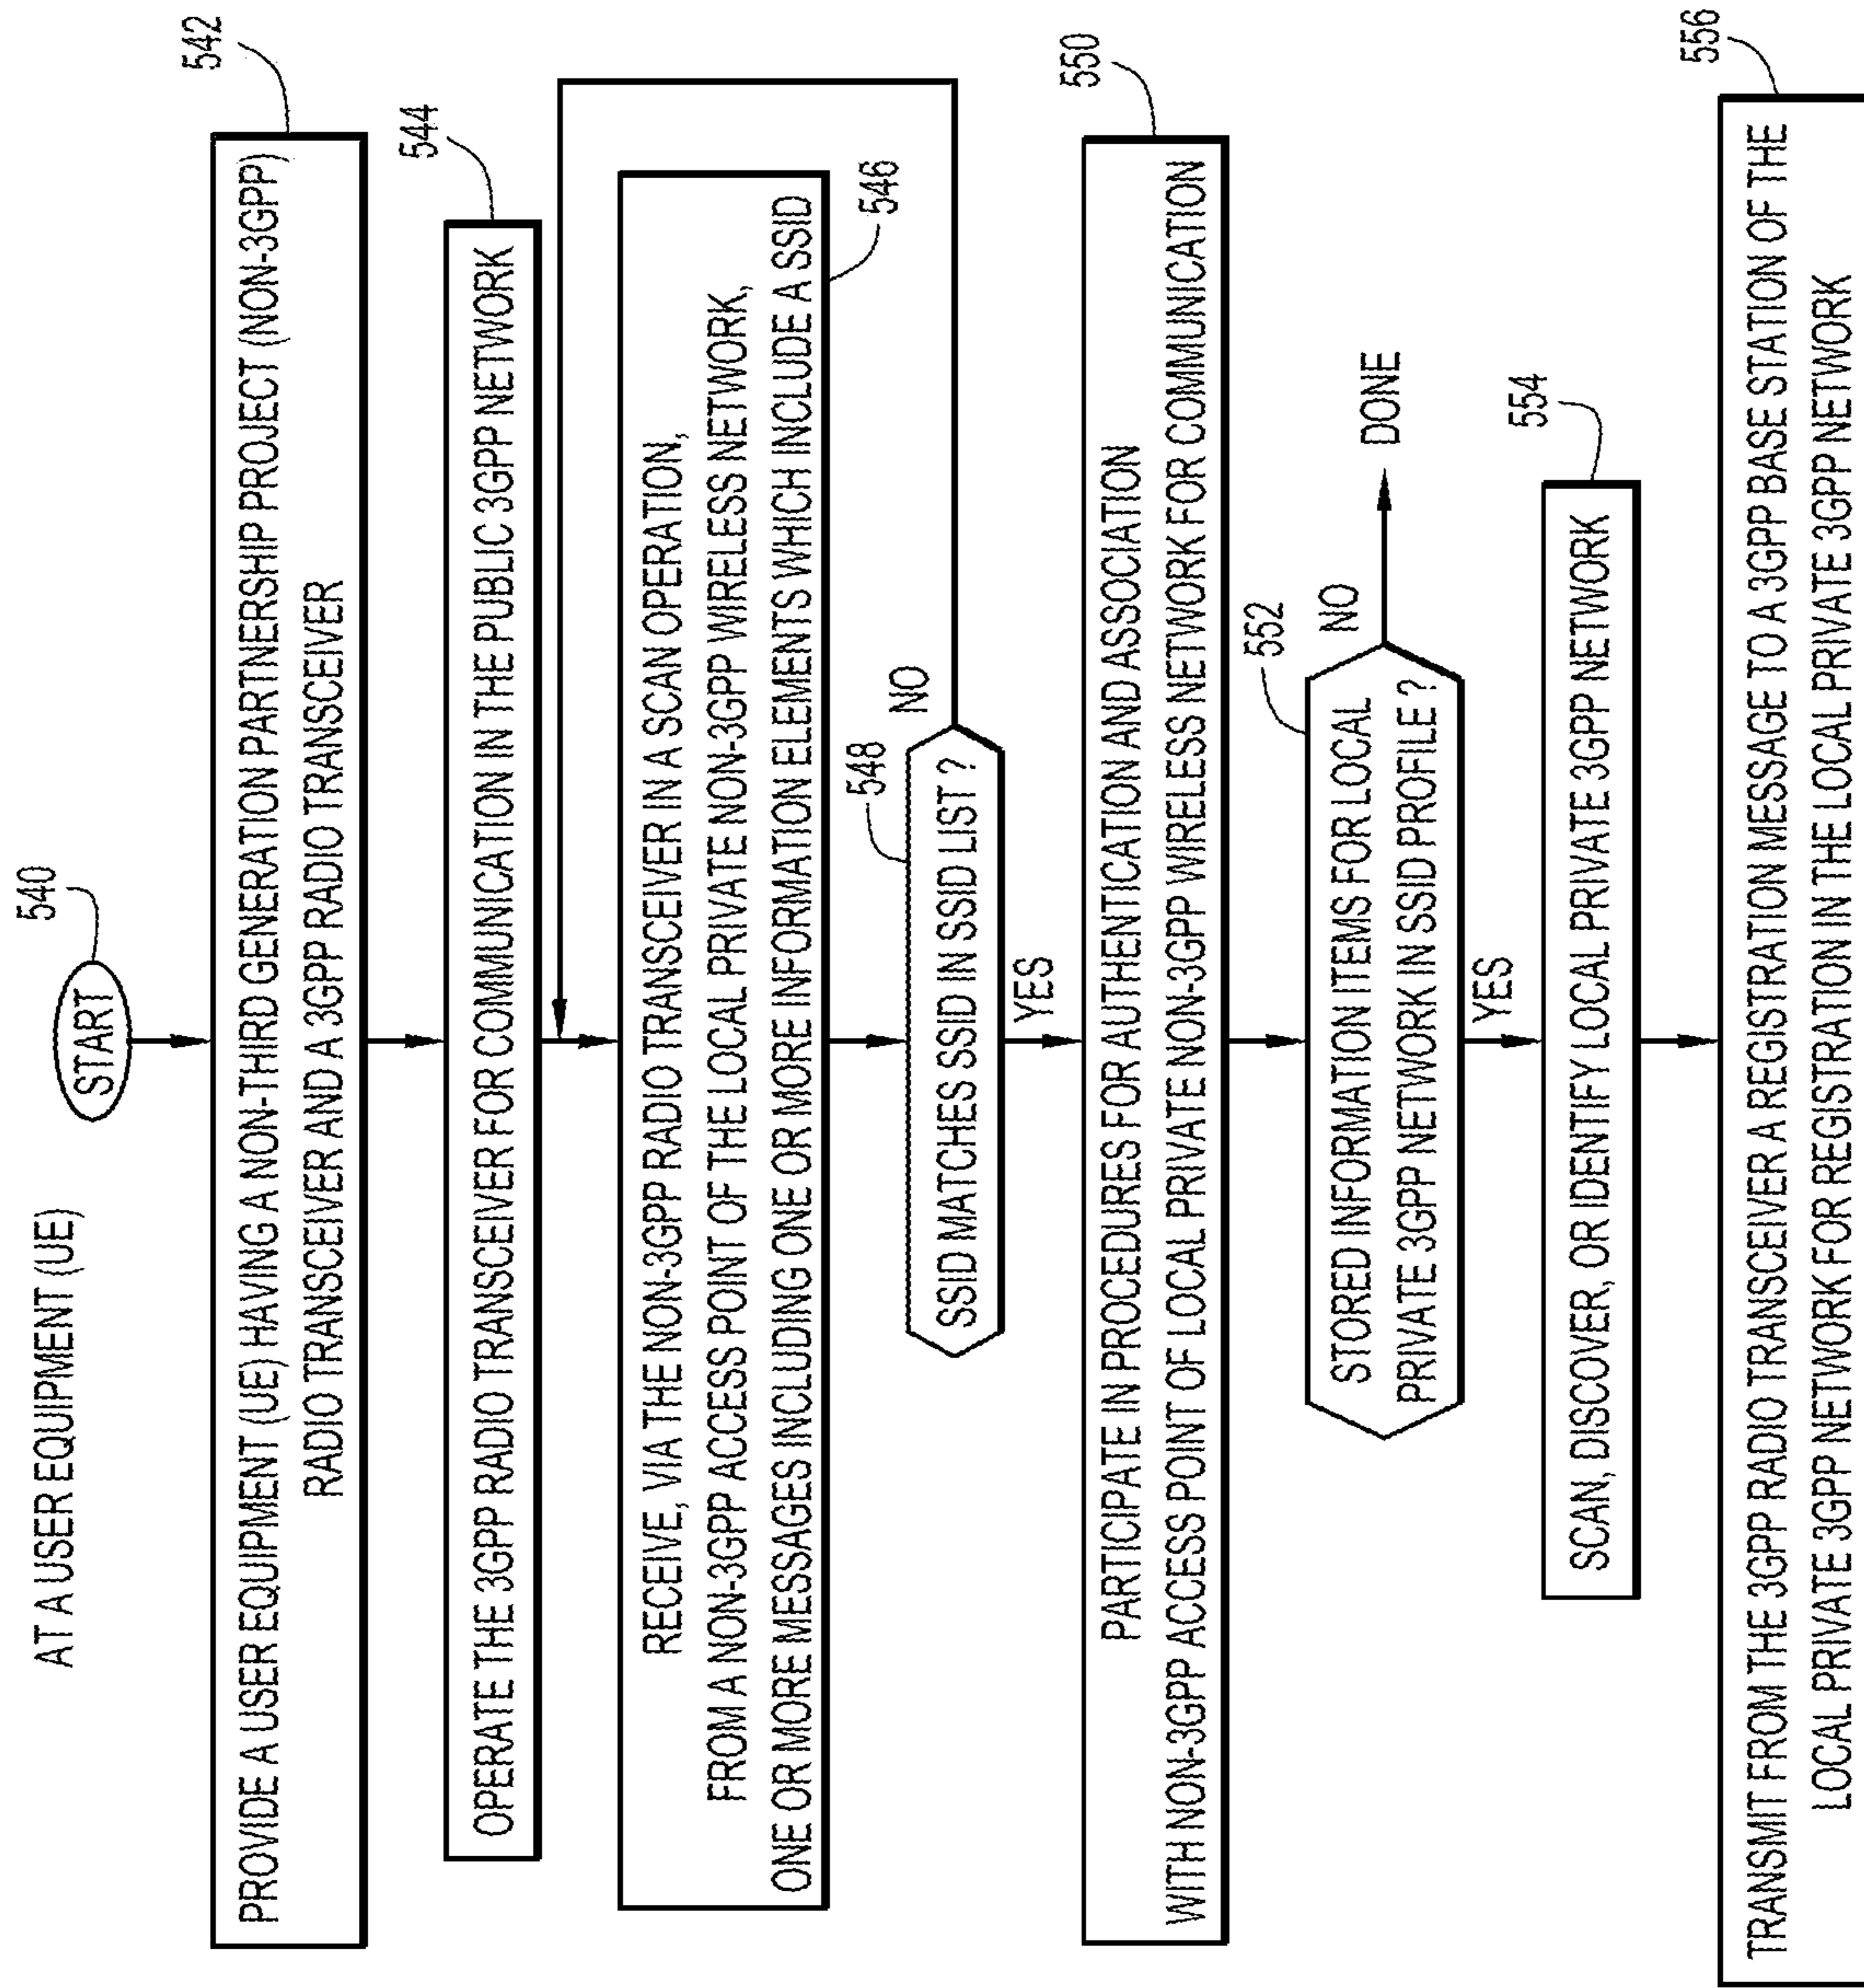 AT A USER EQUIPMENT (UE)
540
START
542
PROVIDE A USER EQUIPMENT (UE) HAVING A NON-THIRD GENERATION PARTNERSHIP PROJECT (NON-3GPP)
RADIO TRANSCEIVER AND A 3GPP RADIO TRANSCEIVER
544
OPERATE THE 3GPP RADIO TRANSCEIVER FOR COMMUNICATION IN THE PUBLIC 3GPP NETWORK
RECEIVE, VIA THE NON-3GPP RADIO TRANSCEIVER IN A SCAN OPERATION,
FROM A NON-3GPP ACCESS POINT OF THE LOCAL PRIVATE NON-3GPP WIRELESS NETWORK,
ONE OR MORE MESSAGES INCLUDING ONE OR MORE INFORMATION ELEMENTS WHICH INCLUDE A SSID
546
548
SSID MATCHES SSID IN SSID LIST ?
NO
YES
550
PARTICIPATE IN PROCEDURES FOR AUTHENTICATION AND ASSOCIATION
WITH NON-3GPP ACCESS POINT OF LOCAL PRIVATE NON-3GPP WIRELESS NETWORK FOR COMMUNICATION
552
STORED INFORMATION ITEMS FOR LOCAL
PRIVATE 3GPP NETWORK IN SSID PROFILE ?
NO
DONE
YES
554
SCAN, DISCOVER, OR IDENTIFY LOCAL PRIVATE 3GPP NETWORK
556
TRANSMIT FROM THE 3GPP RADIO TRANSCEIVER A REGISTRATION MESSAGE TO A 3GPP BASE STATION OF THE
LOCAL PRIVATE 3GPP NETWORK FOR REGISTRATION IN THE LOCAL PRIVATE 3GPP NETWORK